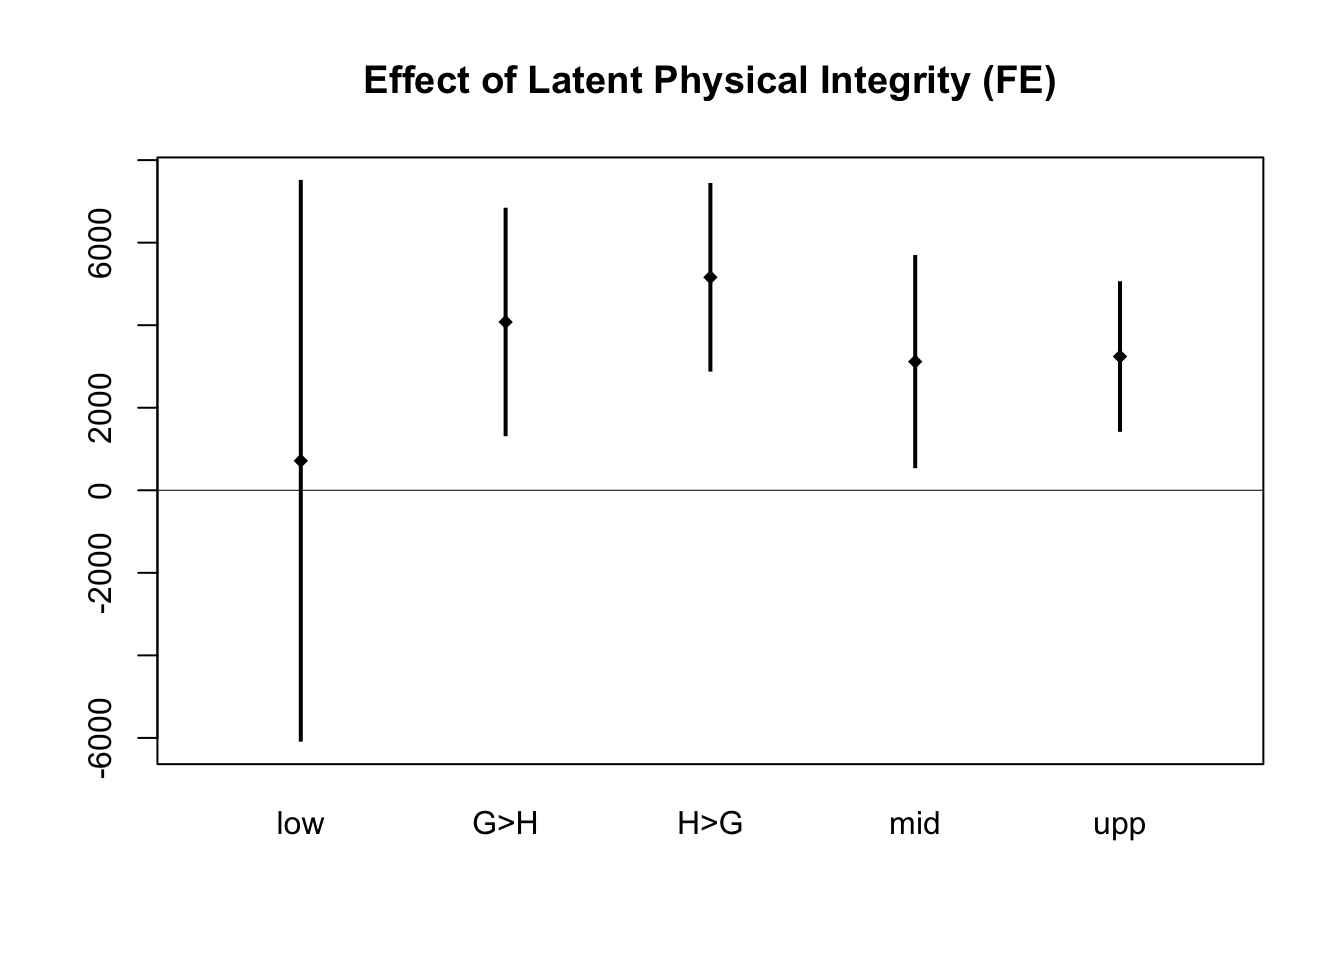 Effect of Latent Physical Integrity (FE)
6000
2000
0
-2000
-6000
low G>H H>G mid upp